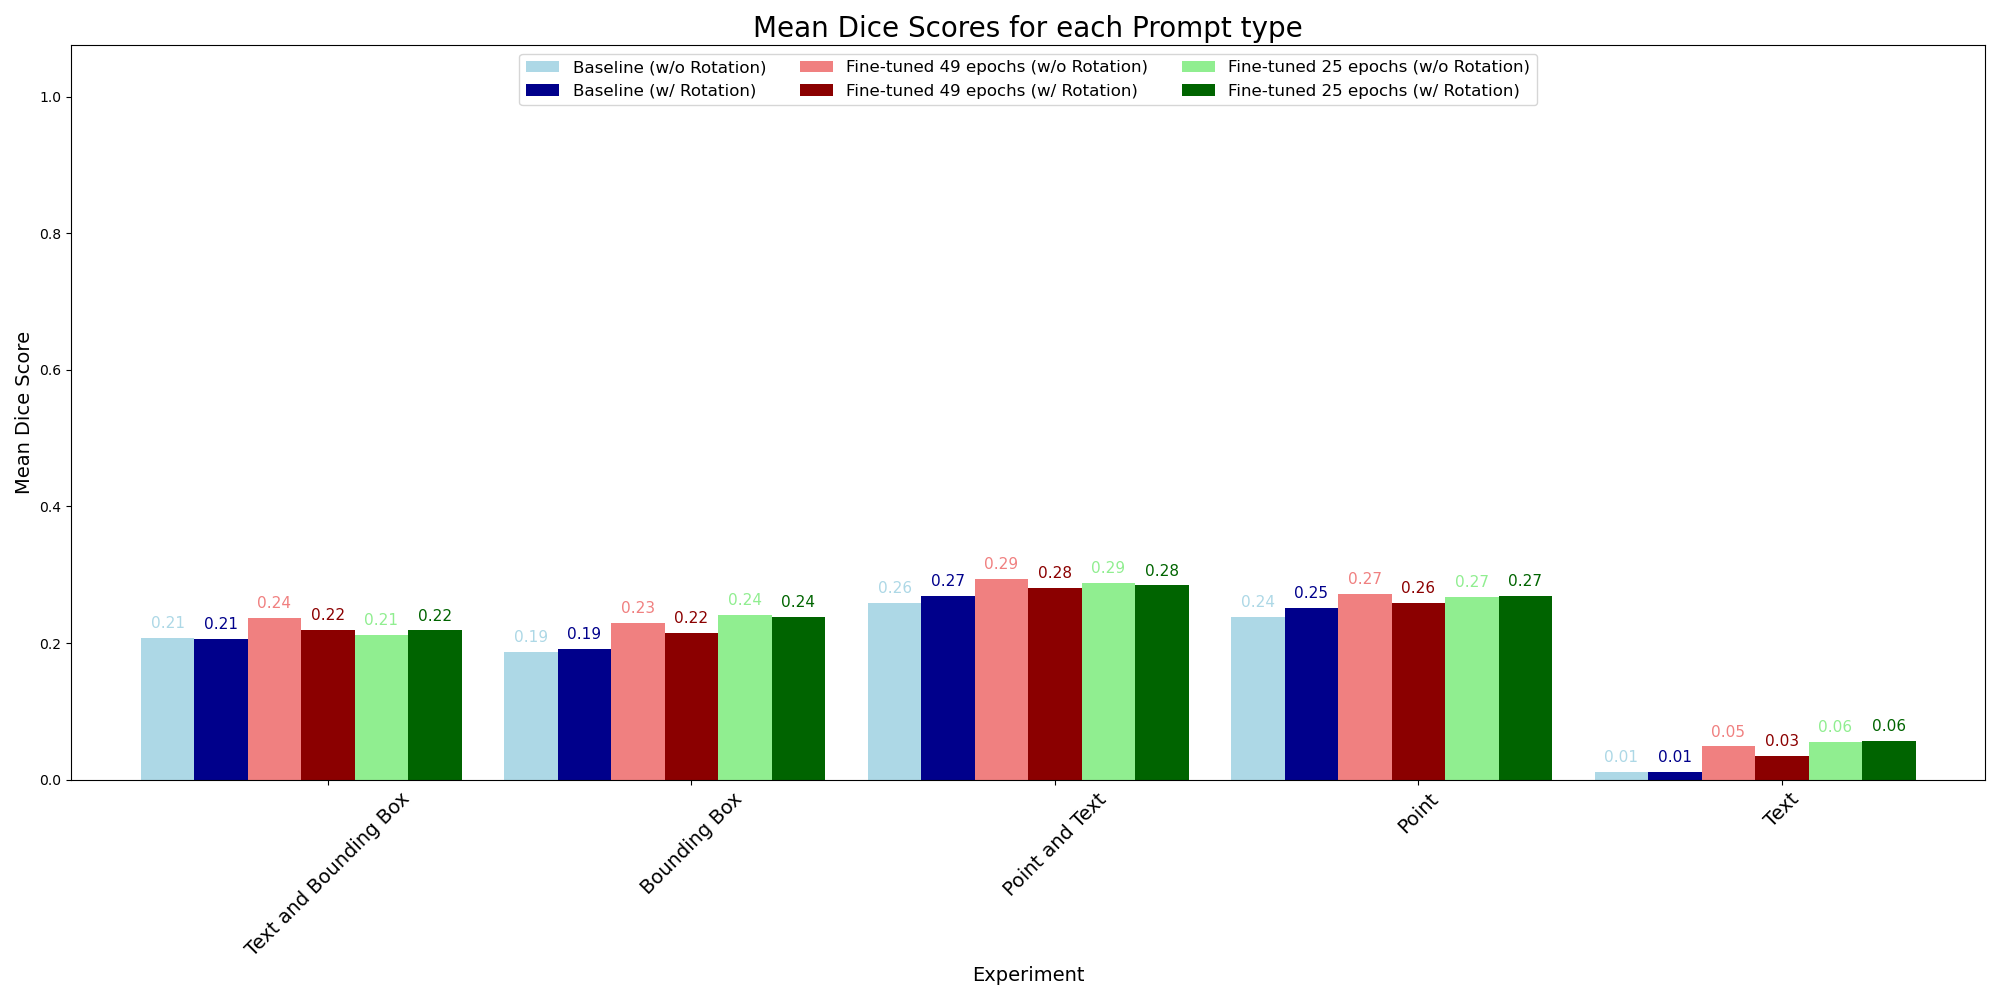 Mean Dice Scores for each Prompt type
Baseline (w/o Rotation)
Baseline (w/ Rotation)
Fine-tuned 49 epochs (w/o Rotation)
Fine-tuned 49 epochs (w/ Rotation)
Fine-tuned 25 epochs (w/o Rotation)
Fine-tuned 25 epochs (w/ Rotation)
Mean Dice Score
1.0
0.8
0.6
0.4
0.2
0.0
0.21
0.21
0.24
0.22
0.21
0.22
0.19
0.19
0.23
0.22
0.24
0.24
0.26
0.27
0.29
0.28
0.29
0.28
0.24
0.25
0.27
0.26
0.27
0.27
0.01
0.01
0.05
0.03
0.06
0.06
Text and Bounding Box
Bounding Box
Point and Text
Point
Text
Experiment